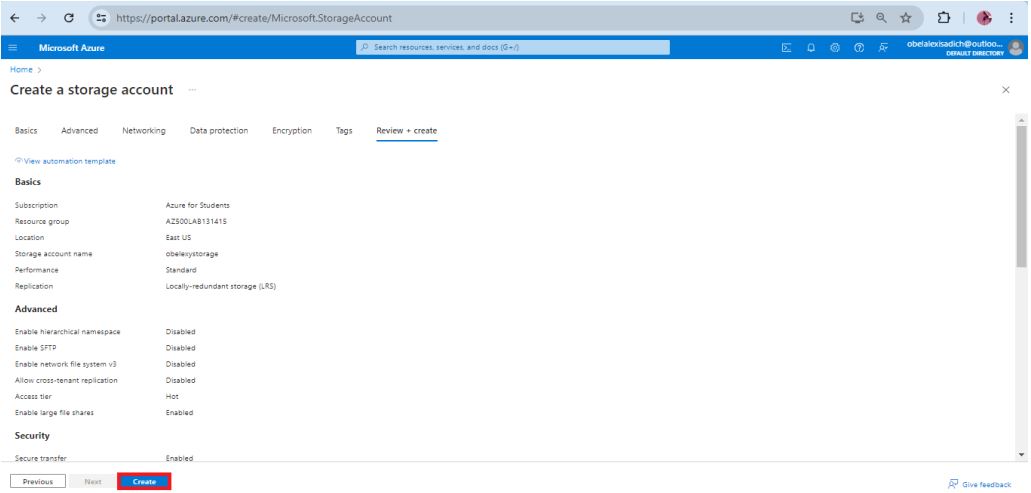 https://portal.azure.com/#create/Microsoft.StorageAccount
Microsoft Azure
Search resources, services, and docs (G+/)
obelalexisadich@outloo...
DEFAULT DIRECTORY
Home >
Create a storage account ...
Basics Advanced Networking Data protection Encryption Tags Review + create
View automation template
Basics
Subscription Azure for Students
Resource group AZ500LAB131415
Location East US
Storage account name obelexystorage
Performance Standard
Replication Locally-redundant storage (LRS)
Advanced
Enable hierarchical namespace Disabled
Enable SFTP Disabled
Enable network file system v3 Disabled
Allow cross-tenant replication Disabled
Access tier Hot
Enable large file shares Enabled
Security
Secure transfer Enabled
Previous Next Create
Give feedback